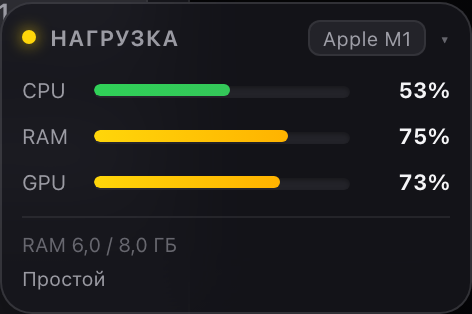 НАГРУЗКА Apple M1 ▾
CPU 53%
RAM 75%
GPU 73%
RAM 6,0 / 8,0 ГБ
Простой